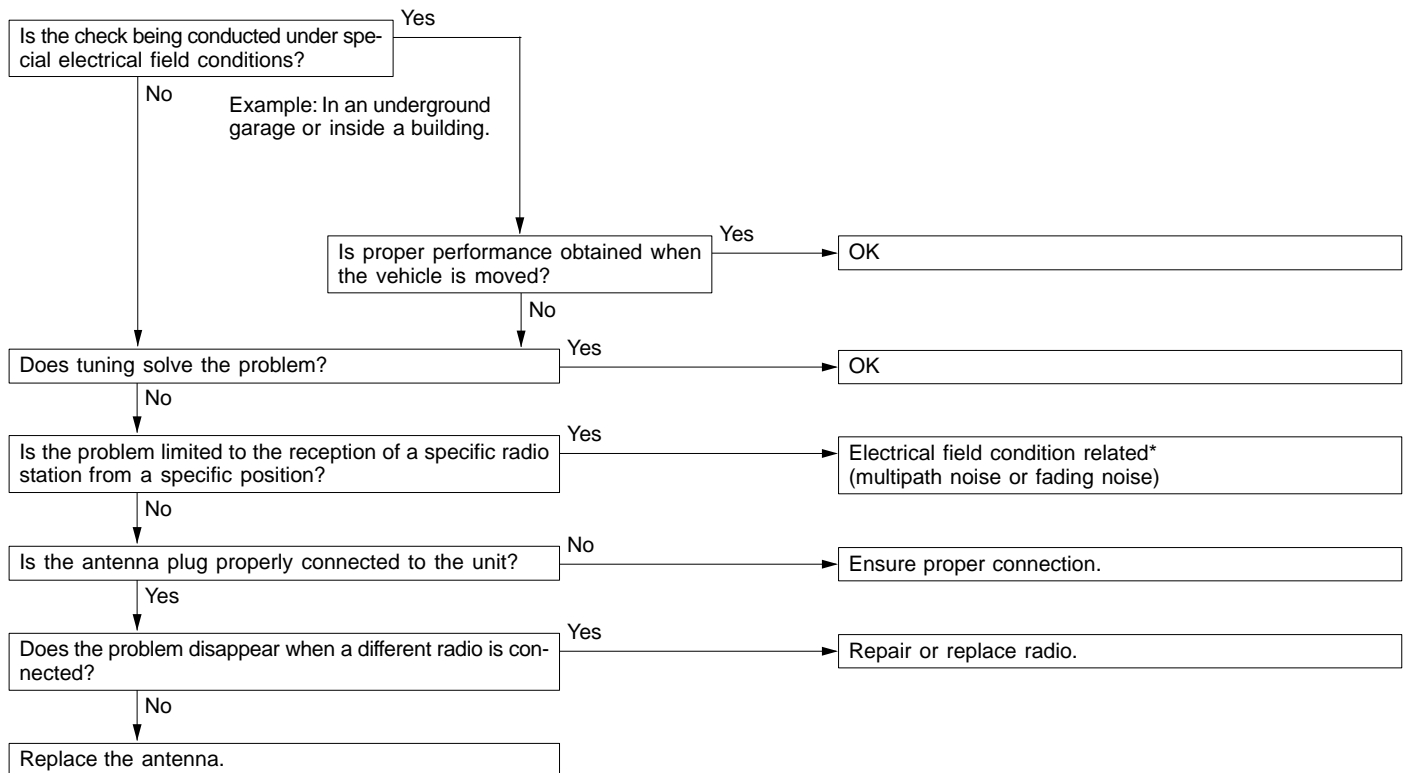 Yes
Is the check being conducted under spe-
cial electrical field conditions?
No
Example: In an underground
garage or inside a building.
Is proper performance obtained when
the vehicle is moved?
Yes
OK
No
Does tuning solve the problem?
Yes
OK
No
Is the problem limited to the reception of a specific radio
station from a specific position?
Yes
Electrical field condition related*
(multipath noise or fading noise)
No
Is the antenna plug properly connected to the unit?
No
Ensure proper connection.
Yes
Does the problem disappear when a different radio is con-
nected?
Yes
Repair or replace radio.
No
Replace the antenna.